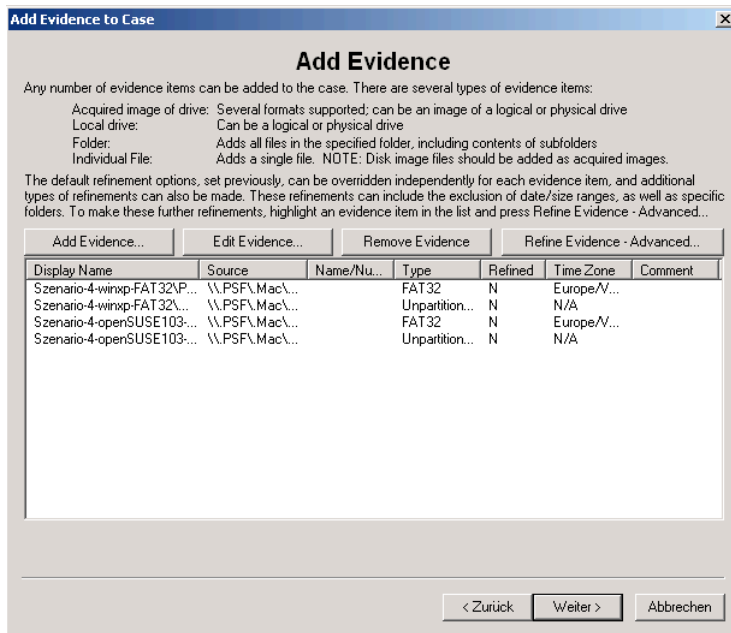 Add Evidence to Case
Add Evidence
Any number of evidence items can be added to the case. There are several types of evidence items:
Acquired image of drive: Several formats supported; can be an image of a logical or physical drive
Local drive: Can be a logical or physical drive
Folder: Adds all files in the specified folder, including contents of subfolders
Individual File: Adds a single file. NOTE: Disk image files should be added as acquired images.
The default refinement options, set previously, can be overridden independently for each evidence item, and additional
types of refinements can also be made. These refinements can include the exclusion of date/size ranges, as well as specific
folders. To make these further refinements, highlight an evidence item in the list and press Refine Evidence - Advanced...
Add Evidence... Edit Evidence... Remove Evidence Refine Evidence - Advanced...
Display Name Source Name/Nu... Type Refined Time Zone Comment
Szenario-4-winxp-FAT32\P... \\.PSF\.Mac\... FAT32 N Europe/V...
Szenario-4-winxp-FAT32\... \\.PSF\.Mac\... Unpartition... N N/A
Szenario-4-openSUSE103-... \\.PSF\.Mac\... FAT32 N Europe/V...
Szenario-4-openSUSE103-... \\.PSF\.Mac\... Unpartition... N N/A
< Zurück Weiter > Abbrechen